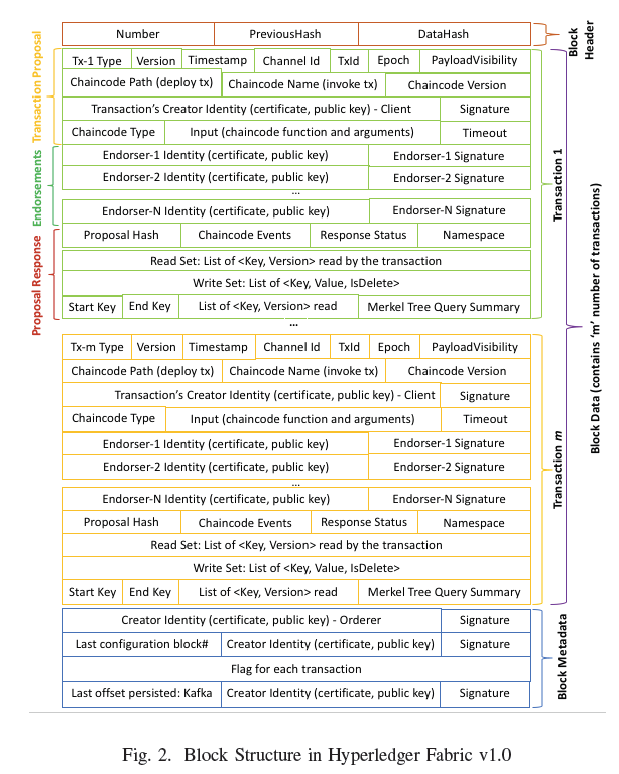 Number PreviousHash DataHash
Block Header
Tx-1 Type Version Timestamp Channel Id TxId Epoch PayloadVisibility
Chaincode Path (deploy tx) Chaincode Name (invoke tx) Chaincode Version
Transaction's Creator Identity (certificate, public key) - Client Signature
Chaincode Type Input (chaincode function and arguments) Timeout
Transaction Proposal
Endorser-1 Identity (certificate, public key) Endorser-1 Signature
Endorser-2 Identity (certificate, public key) Endorser-2 Signature
...
Endorser-N Identity (certificate, public key) Endorser-N Signature
Endorsements
Proposal Hash Chaincode Events Response Status Namespace
Read Set: List of <Key, Version> read by the transaction
Write Set: List of <Key, Value, IsDelete>
Start Key End Key List of <Key, Version> read Merkel Tree Query Summary
Proposal Response
Transaction 1
...
Tx-m Type Version Timestamp Channel Id TxId Epoch PayloadVisibility
Chaincode Path (deploy tx) Chaincode Name (invoke tx) Chaincode Version
Transaction's Creator Identity (certificate, public key) - Client Signature
Chaincode Type Input (chaincode function and arguments) Timeout
Endorser-1 Identity (certificate, public key) Endorser-1 Signature
Endorser-2 Identity (certificate, public key) Endorser-2 Signature
...
Endorser-N Identity (certificate, public key) Endorser-N Signature
Proposal Hash Chaincode Events Response Status Namespace
Read Set: List of <Key, Version> read by the transaction
Write Set: List of <Key, Value, IsDelete>
Start Key End Key List of <Key, Version> read Merkel Tree Query Summary
Transaction m
Block Data (contains 'm' number of transactions)
Creator Identity (certificate, public key) - Orderer Signature
Last configuration block# Creator Identity (certificate, public key) Signature
Flag for each transaction
Last offset persisted: Kafka Creator Identity (certificate, public key) Signature
Block Metadata
Fig. 2. Block Structure in Hyperledger Fabric v1.0